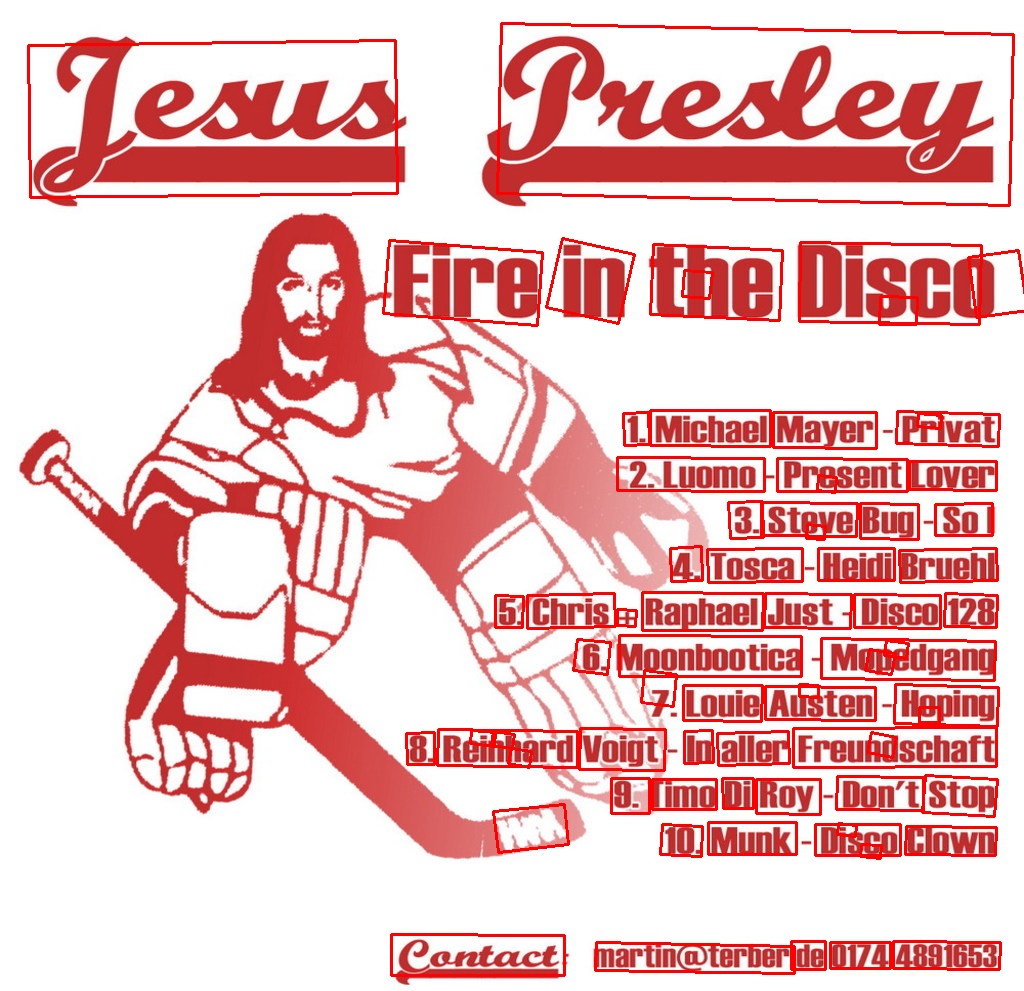 Jesus Presley
Fire in the Disco
1. Michael Mayer - Privat
2. Luomo - Present Lover
3. Steve Bug - So I
4. Tosca - Heidi Bruehl
5. Chris + Raphael Just - Disco 128
6. Moonbootica - Mopedgang
7. Louie Austen - Hoping
8. Reinhard Voigt - In aller Freundschaft
9. Timo Di Roy - Don't Stop
10. Munk - Disco Clown
Contact martin@terber.de 0174 4891653